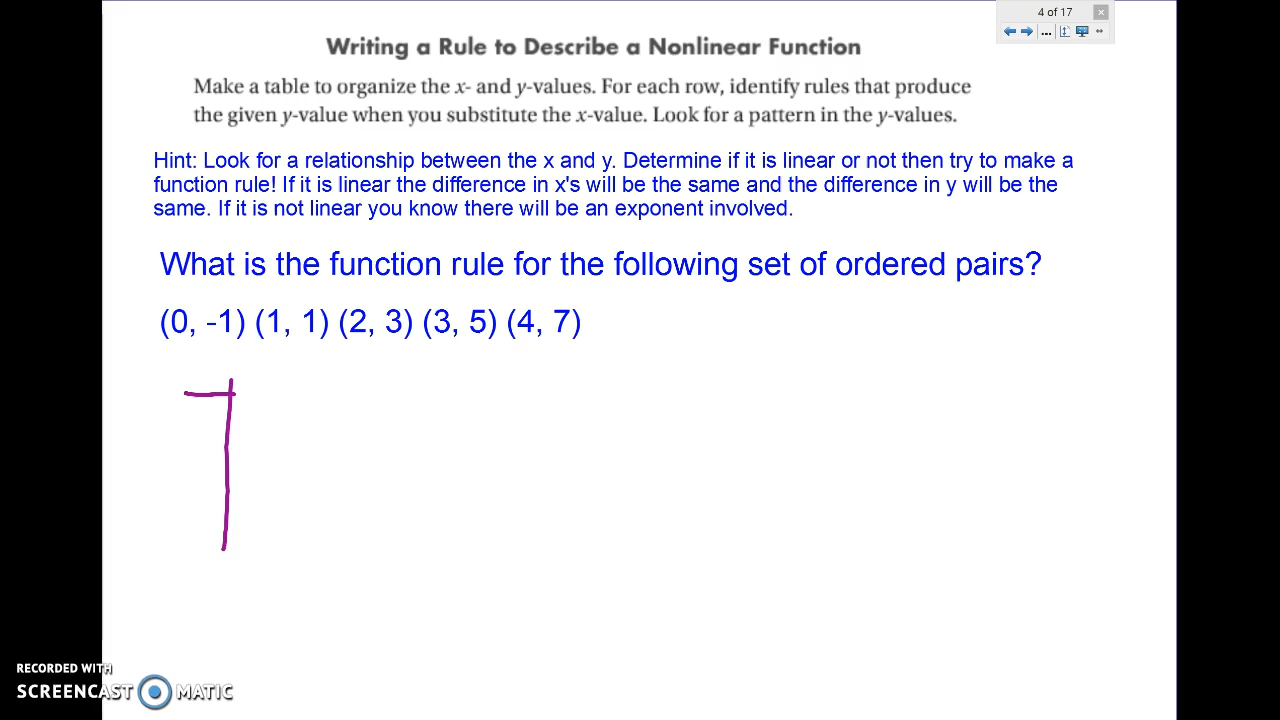 4 of 17
Writing a Rule to Describe a Nonlinear Function
Make a table to organize the x- and y-values. For each row, identify rules that produce
the given y-value when you substitute the x-value. Look for a pattern in the y-values.
Hint: Look for a relationship between the x and y. Determine if it is linear or not then try to make a
function rule! If it is linear the difference in x's will be the same and the difference in y will be the
same. If it is not linear you know there will be an exponent involved.
What is the function rule for the following set of ordered pairs?
(0, -1) (1, 1) (2, 3) (3, 5) (4, 7)
RECORDED WITH
SCREENCAST MATIC